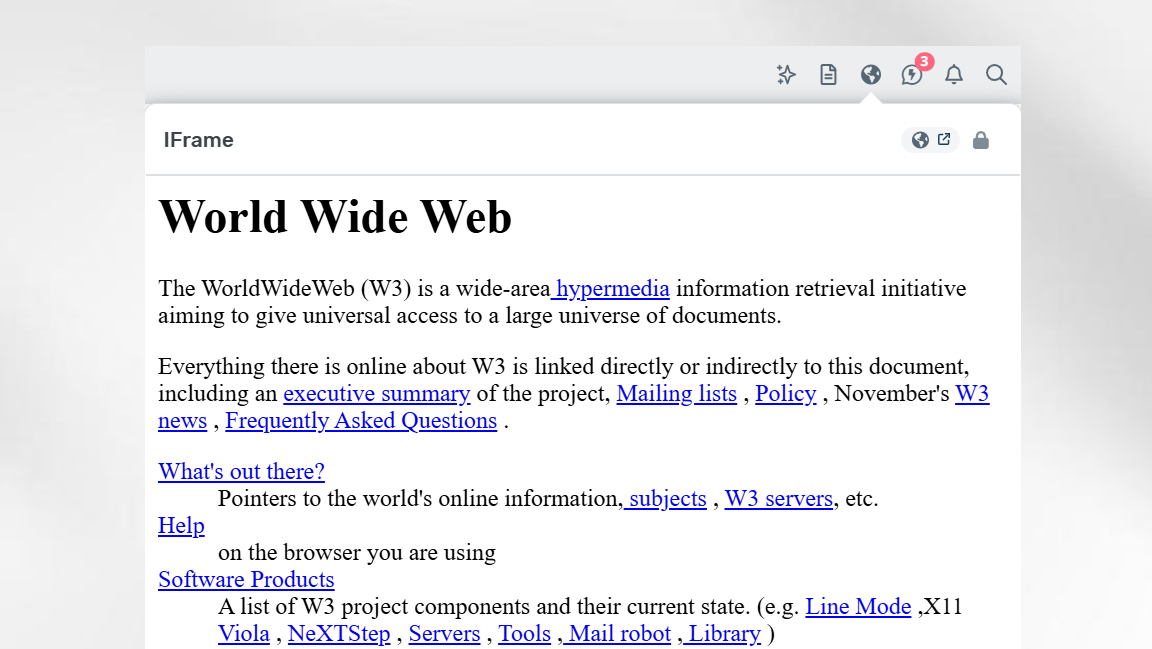 3
IFrame
World Wide Web
The WorldWideWeb (W3) is a wide-area hypermedia information retrieval initiative
aiming to give universal access to a large universe of documents.
Everything there is online about W3 is linked directly or indirectly to this document,
including an executive summary of the project, Mailing lists , Policy , November's W3
news , Frequently Asked Questions .
What's out there?
Pointers to the world's online information, subjects , W3 servers, etc.
Help
on the browser you are using
Software Products
A list of W3 project components and their current state. (e.g. Line Mode ,X11
Viola , NeXTStep , Servers , Tools , Mail robot , Library )